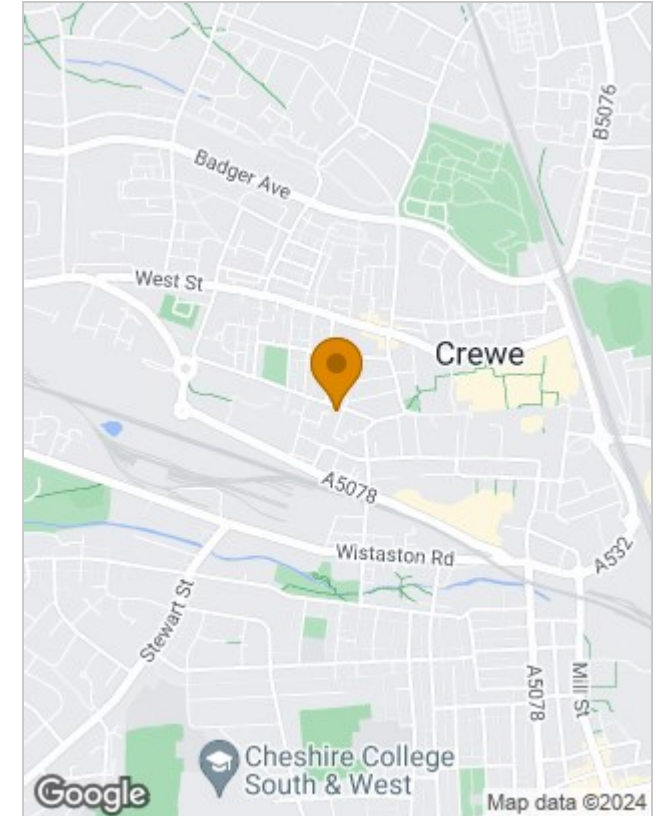 B5076
Badger Ave
West St
Crewe
A5078
Wistaston Rd
A532
Stewart St
A5078
Mill St
Cheshire College
South & West
Google
Map data ©2024